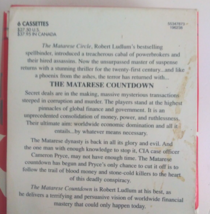 6 CASSETTES
The Matarese Circle, Robert Ludlum's bestselling
spellbinder, introduced a treacherous cabal of powerbrokers and
their hired assassins. Now the unsurpassed master of suspense
returns with a stunning thriller for the twenty-first century...and like
a phoenix from the ashes, the terror has returned with...
THE MATARESE COUNTDOWN
Secret deals are in the making, massive mysterious transactions
steeped in corruption and murder. The players stand at the highest
pinnacles of global finance and government. It is an
unprecedented consolidation of money, power, and ruthlessness.
Their ultimate aim worldwide economic domination and all it
entails...by whatever means necessary.
The Matarese dynasty is back in all its glory and evil. And
the one man with enough knowledge to stop it, CIA case officer
Cameron Pryce, may not have enough time. The Matarese
countdown has begun and Pryce's only chance to cut it off is to
follow the trail of blood money and stone-cold killers to the heart
of this deadly conspiracy.
The Matarese Countdown is Robert Ludlum at his best, as
he delivers a terrifying and persuasive vision of worldwide financial
mastery that could only happen today.